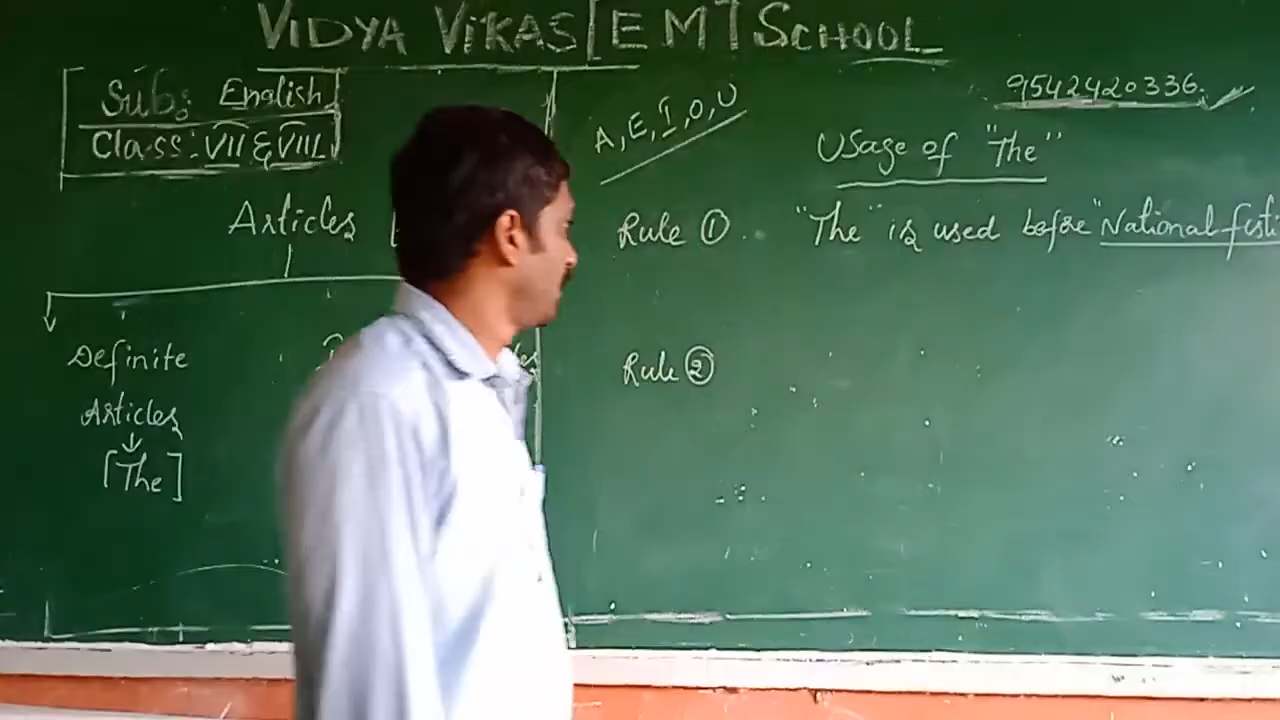 VIDYA VIKAS [E M] SCHOOL
Sub: English
Class: VII & VIII
A, E, I, O, U
9542420336
Usage of "The"
Articles
Rule ① "The" is used before "National
Definite
Articles
[The]
Rule ②